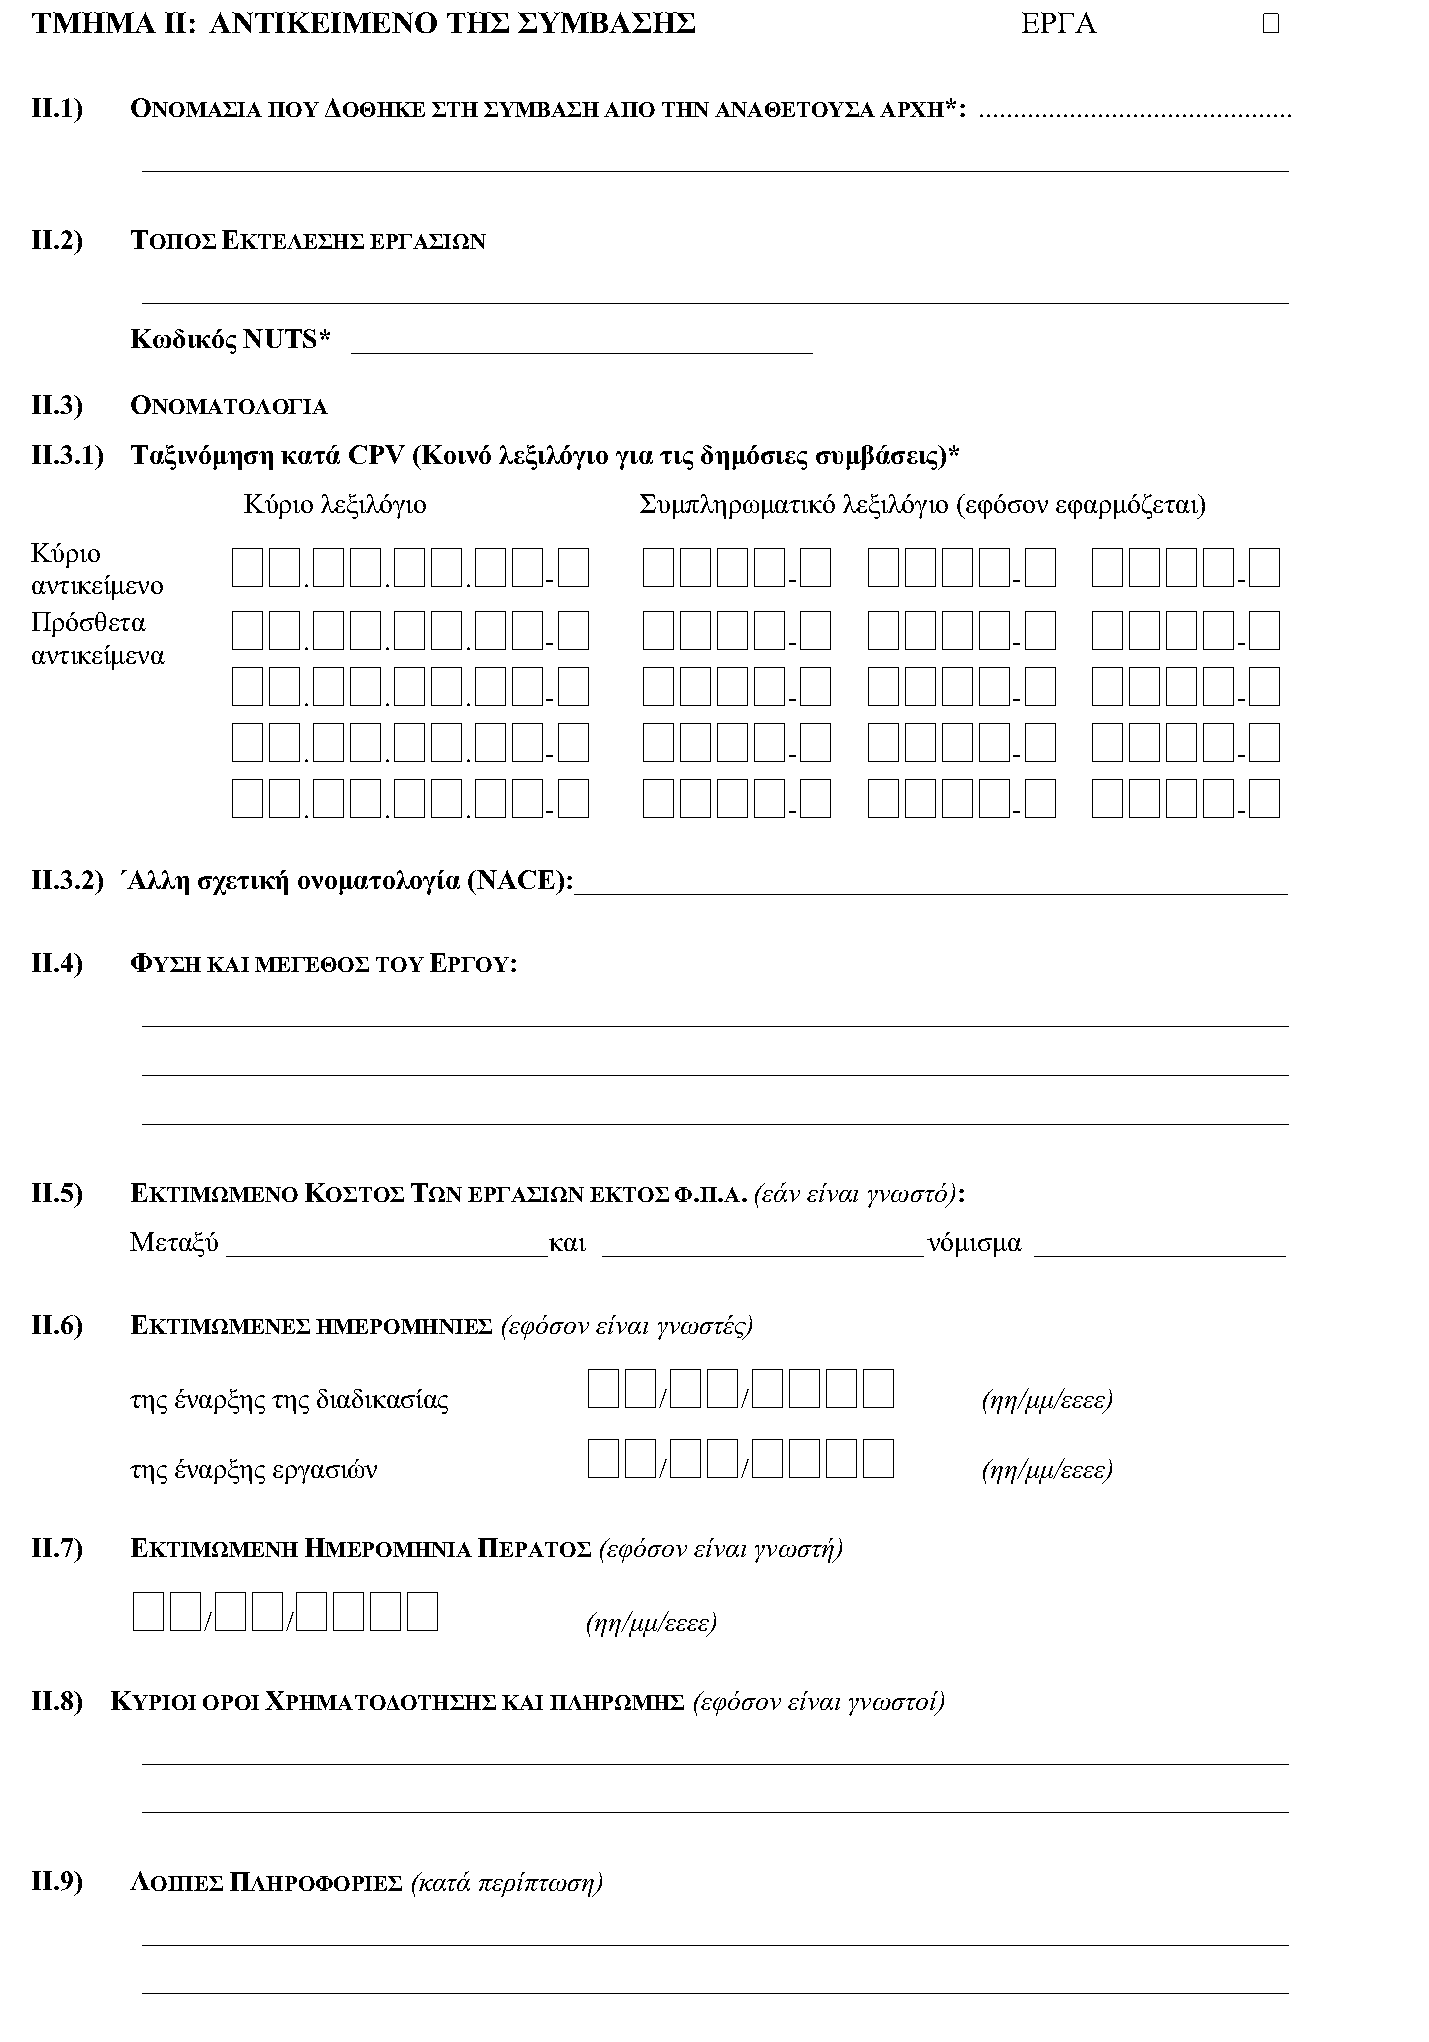 ΤΜΗΜΑ ΙΙ: ΑΝΤΙΚΕΙΜΕΝΟ ΤΗΣ ΣΥΜΒΑΣΗΣ ΕΡΓΑ □
ΙΙ.1) ΟΝΟΜΑΣΙΑ ΠΟΥ ΔΟΘΗΚΕ ΣΤΗ ΣΥΜΒΑΣΗ ΑΠΟ ΤΗΝ ΑΝΑΘΕΤΟΥΣΑ ΑΡΧΗ*: .............................................
ΙΙ.2) ΤΟΠΟΣ ΕΚΤΕΛΕΣΗΣ ΕΡΓΑΣΙΩΝ
Κωδικός NUTS*
ΙΙ.3) ΟΝΟΜΑΤΟΛΟΓΙΑ
ΙΙ.3.1) Ταξινόμηση κατά CPV (Κοινό λεξιλόγιο για τις δημόσιες συμβάσεις)*
Κύριο λεξιλόγιο Συμπληρωματικό λεξιλόγιο (εφόσον εφαρμόζεται)
Κύριο
αντικείμενο □□.□□.□□.□□-□ □□□□-□ □□□□-□ □□□□-□
Πρόσθετα
αντικείμενα □□.□□.□□.□□-□ □□□□-□ □□□□-□ □□□□-□
□□.□□.□□.□□-□ □□□□-□ □□□□-□ □□□□-□
□□.□□.□□.□□-□ □□□□-□ □□□□-□ □□□□-□
□□.□□.□□.□□-□ □□□□-□ □□□□-□ □□□□-□
ΙΙ.3.2) Άλλη σχετική ονοματολογία (NACE):
ΙΙ.4) ΦΥΣΗ ΚΑΙ ΜΕΓΕΘΟΣ ΤΟΥ ΕΡΓΟΥ:
ΙΙ.5) ΕΚΤΙΜΩΜΕΝΟ ΚΟΣΤΟΣ ΤΩΝ ΕΡΓΑΣΙΩΝ ΕΚΤΟΣ Φ.Π.Α. (εάν είναι γνωστό):
Μεταξύ και νόμισμα
ΙΙ.6) ΕΚΤΙΜΩΜΕΝΕΣ ΗΜΕΡΟΜΗΝΙΕΣ (εφόσον είναι γνωστές)
της έναρξης της διαδικασίας □□/□□/□□□□ (ηη/μμ/εεεε)
της έναρξης εργασιών □□/□□/□□□□ (ηη/μμ/εεεε)
ΙΙ.7) ΕΚΤΙΜΩΜΕΝΗ ΗΜΕΡΟΜΗΝΙΑ ΠΕΡΑΤΟΣ (εφόσον είναι γνωστή)
□□/□□/□□□□ (ηη/μμ/εεεε)
ΙΙ.8) ΚΥΡΙΟΙ ΟΡΟΙ ΧΡΗΜΑΤΟΔΟΤΗΣΗΣ ΚΑΙ ΠΛΗΡΩΜΗΣ (εφόσον είναι γνωστοί)
ΙΙ.9) ΛΟΙΠΕΣ ΠΛΗΡΟΦΟΡΙΕΣ (κατά περίπτωση)